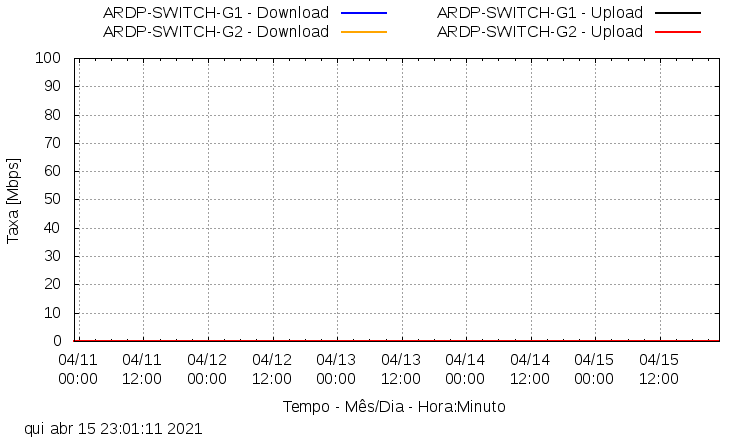 ARDP-SWITCH-G1 - Download ARDP-SWITCH-G1 - Upload
ARDP-SWITCH-G2 - Download ARDP-SWITCH-G2 - Upload
100
90
80
70
60
50
40
30
20
10
0
Taxa [Mbps]
04/11 04/11 04/12 04/12 04/13 04/13 04/14 04/14 04/15 04/15
00:00 12:00 00:00 12:00 00:00 12:00 00:00 12:00 00:00 12:00
Tempo - Mês/Dia - Hora:Minuto
qui abr 15 23:01:11 2021